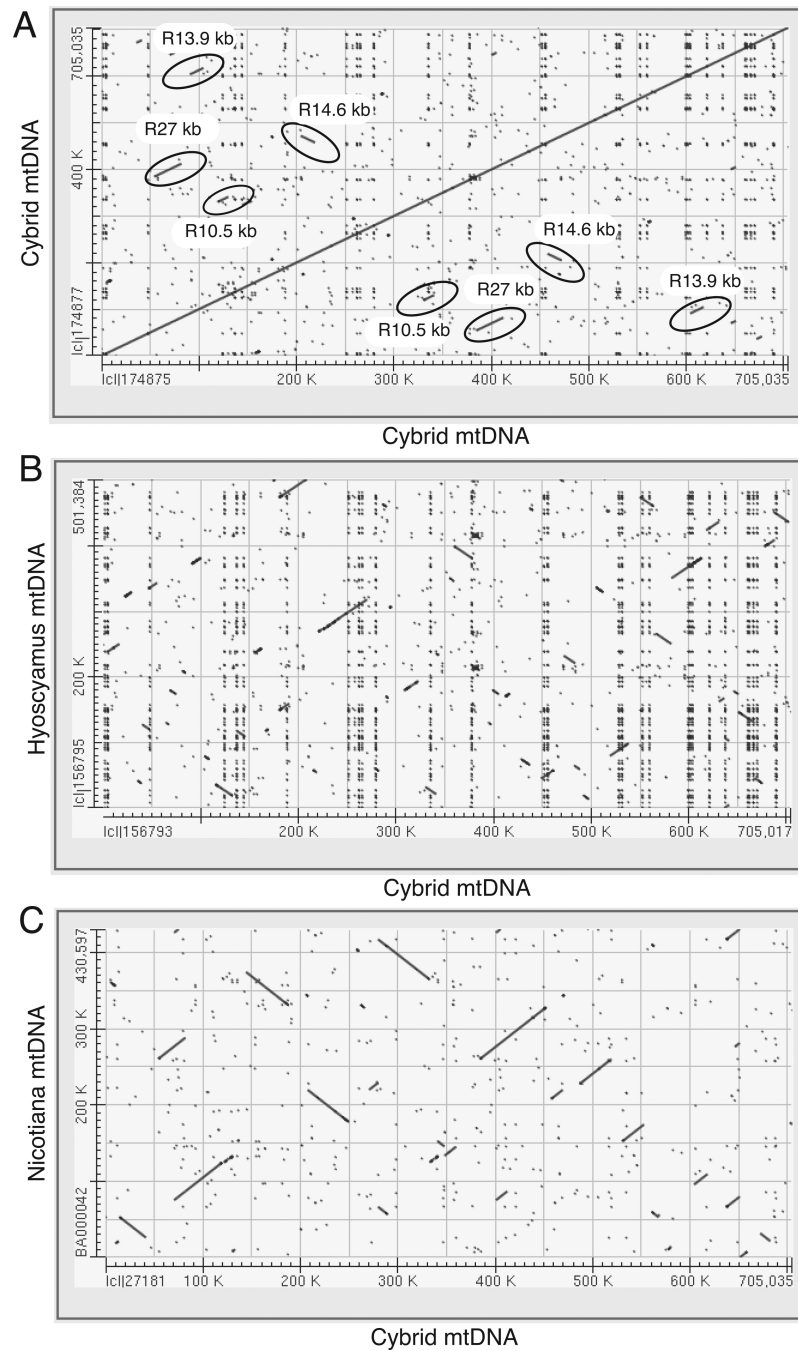 A
R13.9 kb
R14.6 kb
R27 kb
R10.5 kb
R14.6 kb
R13.9 kb
R27 kb
R10.5 kb
705,035
400 K
lcl|174877
Cybrid mtDNA
lcl|174875
200 K
300 K
400 K
500 K
600 K
705,035
Cybrid mtDNA
B
501,384
200 K
lcl|156795
Hyoscyamus mtDNA
lcl|156793
200 K
300 K
400 K
500 K
600 K
705,017
Cybrid mtDNA
C
430,597
300 K
200 K
BA000042
Nicotiana mtDNA
lcl|27181
100 K
200 K
300 K
400 K
500 K
600 K
705,035
Cybrid mtDNA